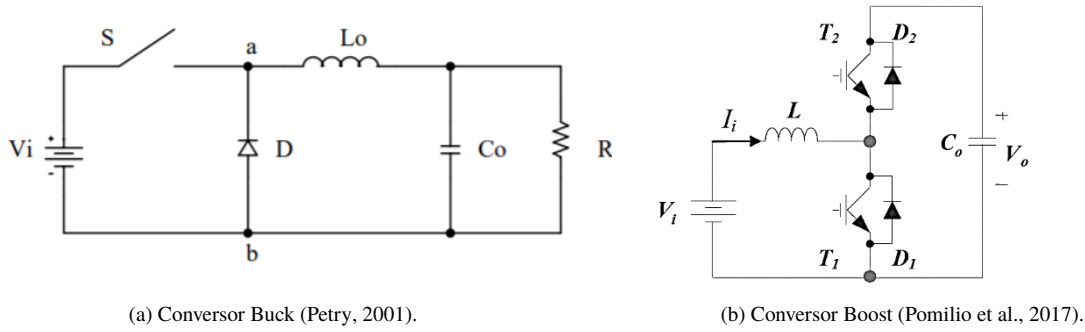 S
a
Lo
Vi
+
-
D
Co
R
b
(a) Conversor Buck (Petry, 2001).
T2
D2
L
Ii
Vi
Co
+
Vo
−
T1
D1
(b) Conversor Boost (Pomilio et al., 2017).